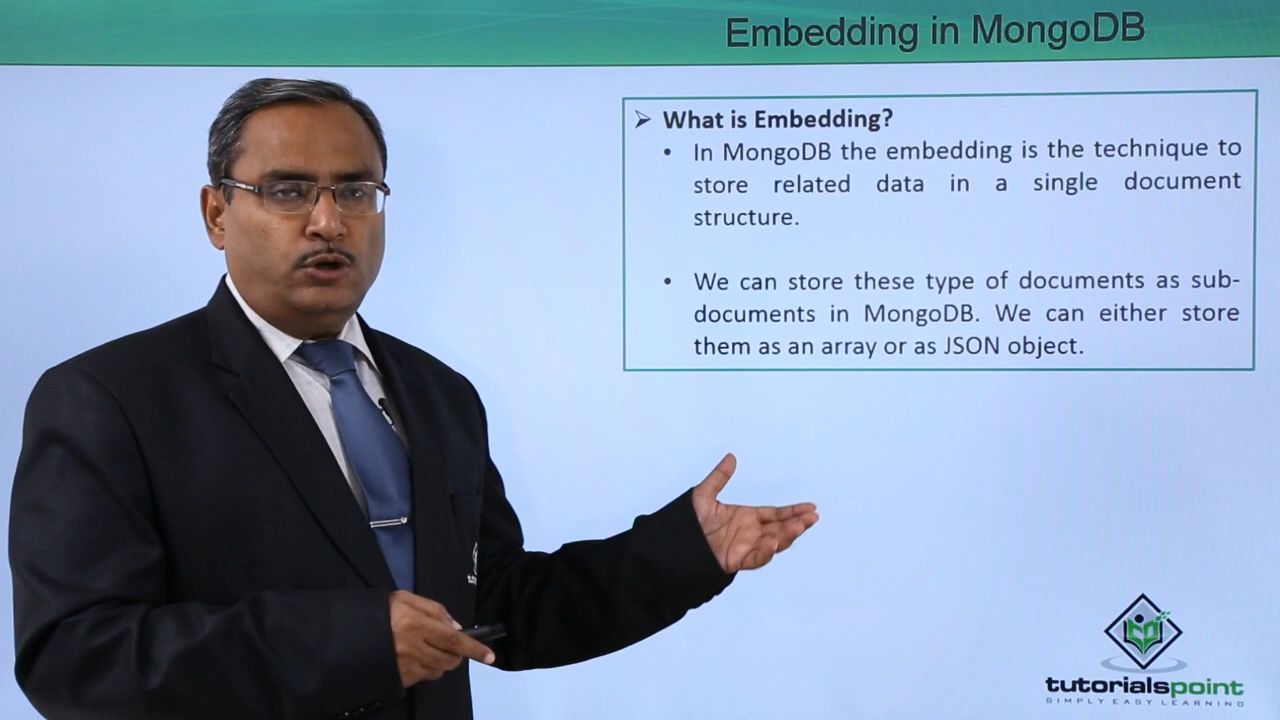 Embedding in MongoDB
➢ What is Embedding?
• In MongoDB the embedding is the technique to
store related data in a single document
structure.
• We can store these type of documents as sub-
documents in MongoDB. We can either store
them as an array or as JSON object.
tutorialspoint
SIMPLY EASY LEARNING